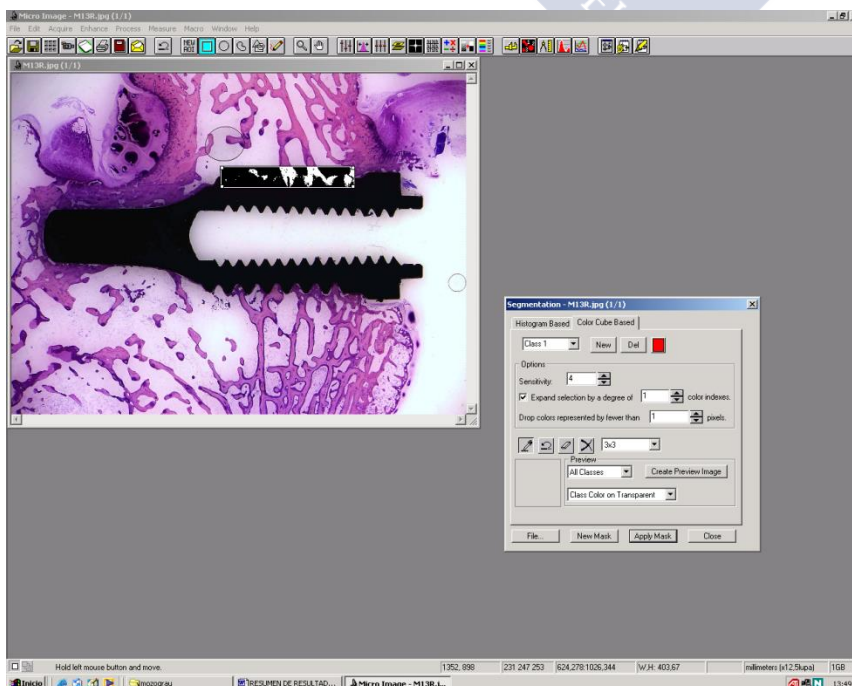 Micro Image - M13R.jpg (1/1)
File Edit Acquire Enhance Process Measure Macro Window Help
NEW AOI
M13R.jpg (1/1)
Segmentation - M13R.jpg (1/1)
Histogram Based Color Cube Based
Class 1 New Del
Options
Sensitivity: 4
Expand selection by a degree of 1 color indexes.
Drop colors represented by fewer than 1 pixels.
3x3
Preview
All Classes Create Preview Image
Class Color on Transparent
File... New Mask Apply Mask Close
Hold left mouse button and move. 1352, 898 231 247 253 624,278:1026,344 W,H: 403,67 millimeters (x12,5lupa) 1GB
Inicio mozograu RESUMEN DE RESULTAD... Micro Image - M13R.j... 13:49